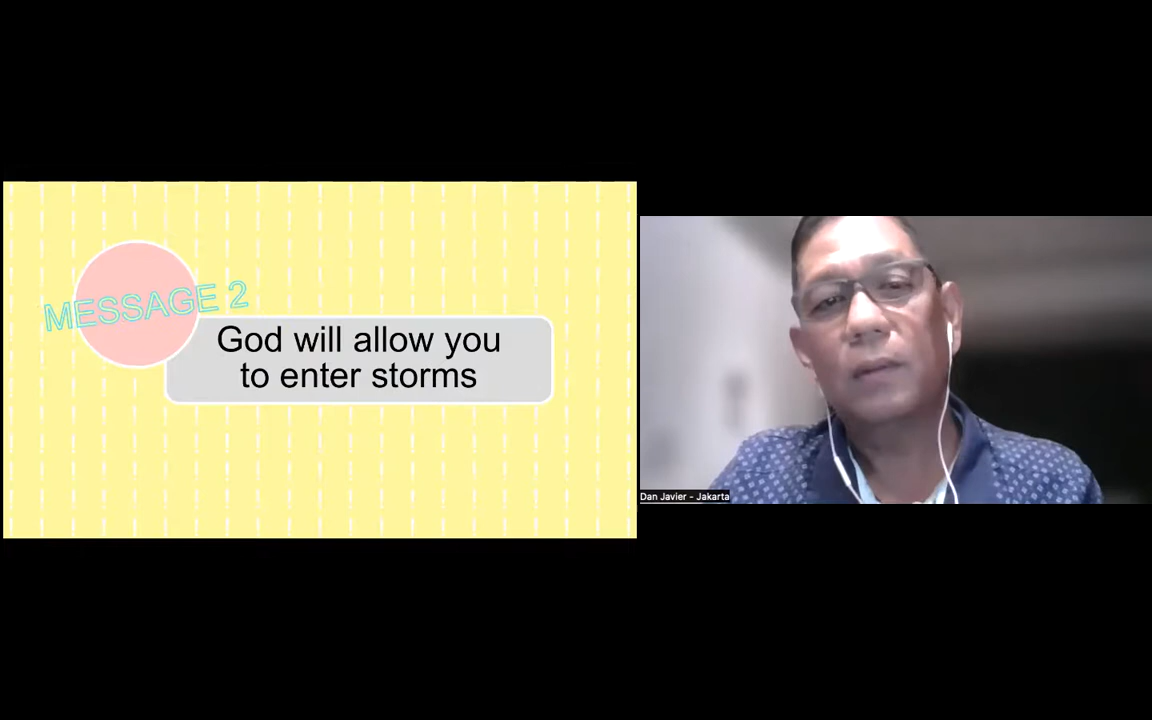 MESSAGE 2
God will allow you
to enter storms
Dan Javier - Jakarta